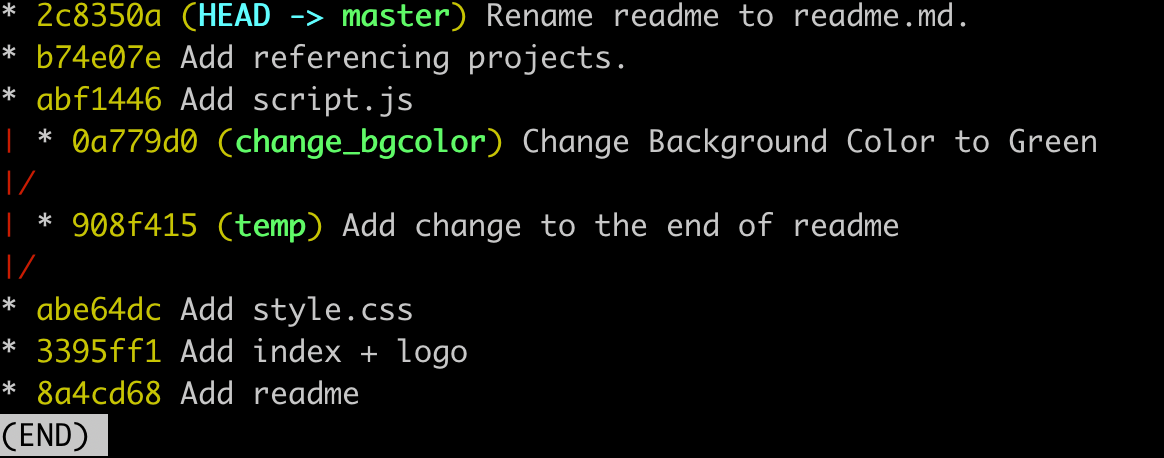 * 2c8350a (HEAD -> master) Rename readme to readme.md.
* b74e07e Add referencing projects.
* abf1446 Add script.js
| * 0a779d0 (change_bgcolor) Change Background Color to Green
|/
| * 908f415 (temp) Add change to the end of readme
|/
* abe64dc Add style.css
* 3395ff1 Add index + logo
* 8a4cd68 Add readme
(END)